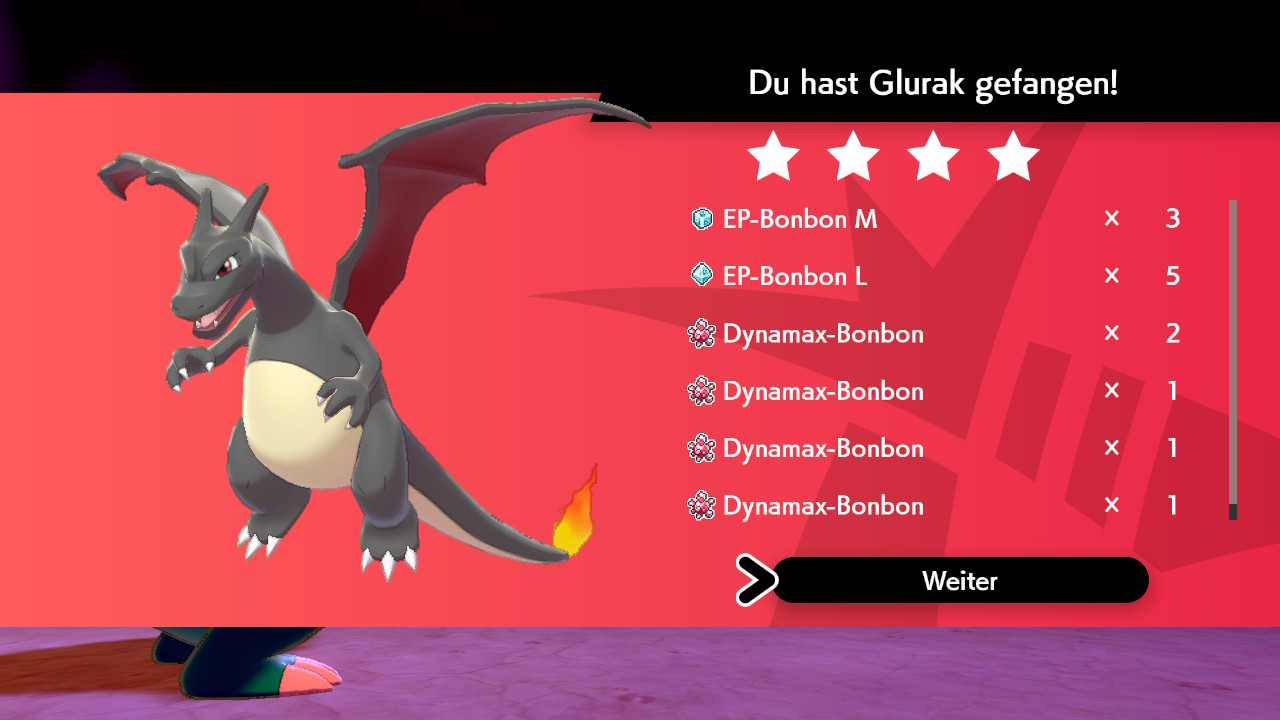 Du hast Glurak gefangen!
EP-Bonbon M × 3
EP-Bonbon L × 5
Dynamax-Bonbon × 2
Dynamax-Bonbon × 1
Dynamax-Bonbon × 1
Dynamax-Bonbon × 1
Weiter